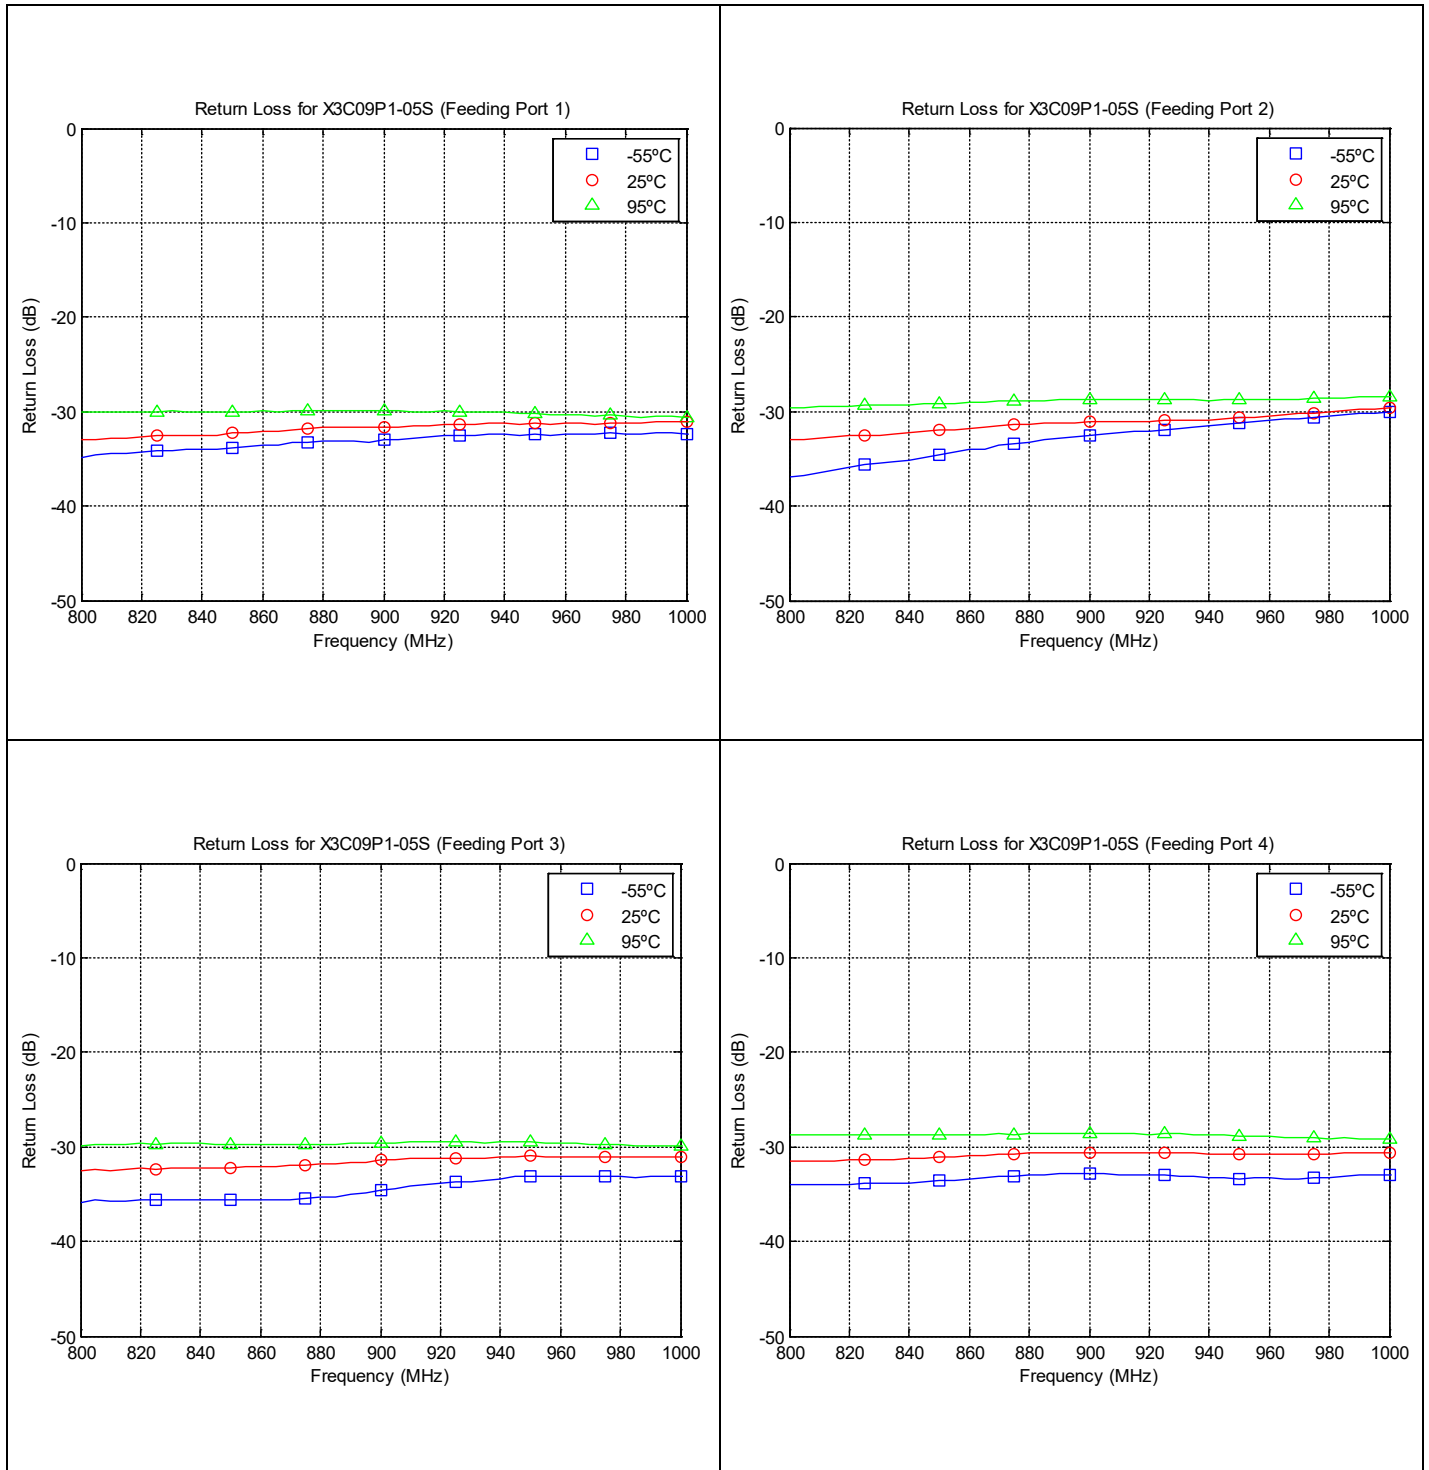 Return Loss for X3C09P1-05S (Feeding Port 1)
0
-10
-20
-30
-40
-50
Return Loss (dB)
-55ºC
25ºC
95ºC
800 820 840 860 880 900 920 940 960 980 1000
Frequency (MHz)
Return Loss for X3C09P1-05S (Feeding Port 2)
0
-10
-20
-30
-40
-50
Return Loss (dB)
-55ºC
25ºC
95ºC
800 820 840 860 880 900 920 940 960 980 1000
Frequency (MHz)
Return Loss for X3C09P1-05S (Feeding Port 3)
0
-10
-20
-30
-40
-50
Return Loss (dB)
-55ºC
25ºC
95ºC
800 820 840 860 880 900 920 940 960 980 1000
Frequency (MHz)
Return Loss for X3C09P1-05S (Feeding Port 4)
0
-10
-20
-30
-40
-50
Return Loss (dB)
-55ºC
25ºC
95ºC
800 820 840 860 880 900 920 940 960 980 1000
Frequency (MHz)